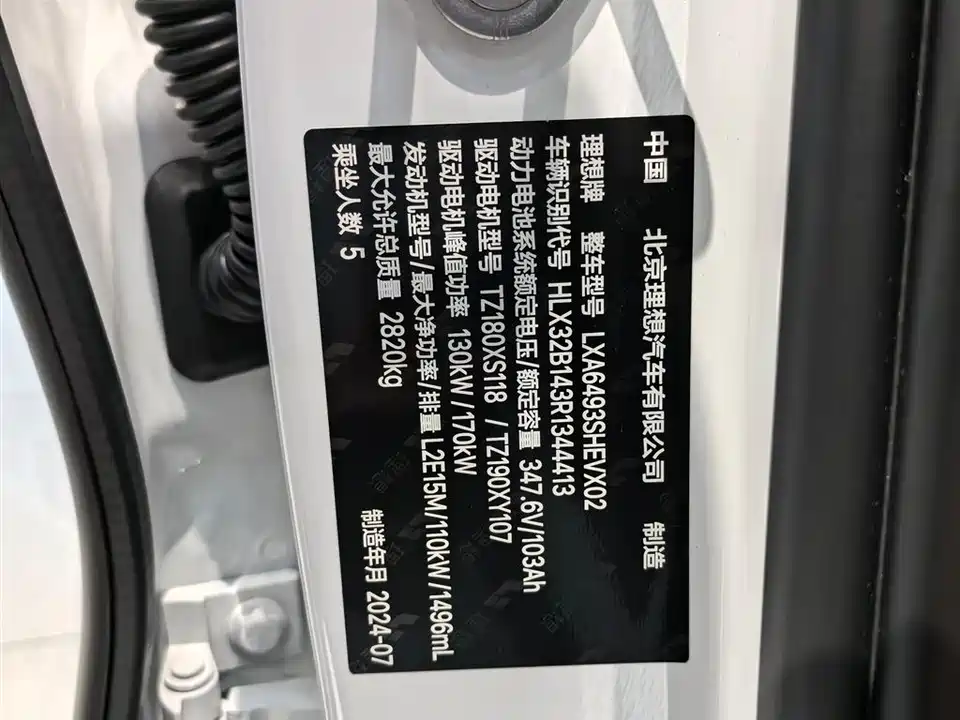 中国 北京理想汽车有限公司 制造
理想牌 整车型号 LXA6493SHEVX02
车辆识别代号 HLX32B143R1344413
动力电池系统额定电压/额定容量 347.6V/103Ah
驱动电机型号 TZ180XS118 / TZ190XY107
驱动电机峰值功率 130kW/170kW
发动机型号/最大净功率/排量 L2E15M/110kW/1496mL
最大允许总质量 2820kg 制造年月 2024-07
乘坐人数 5